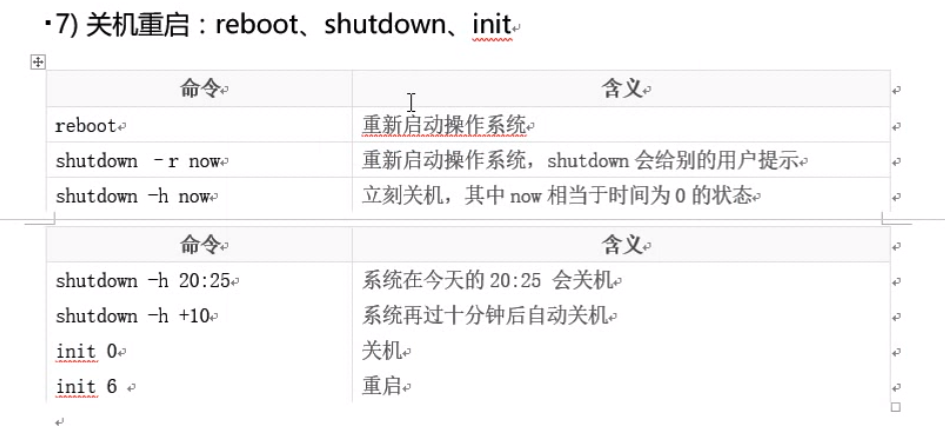 ▪7) 关机重启：reboot、shutdown、init
命令 含义
reboot 重新启动操作系统
shutdown –r now 重新启动操作系统，shutdown 会给别的用户提示
shutdown -h now 立刻关机，其中 now 相当于时间为 0 的状态
命令 含义
shutdown -h 20:25 系统在今天的 20:25 会关机
shutdown -h +10 系统再过十分钟后自动关机
init 0 关机
init 6 重启